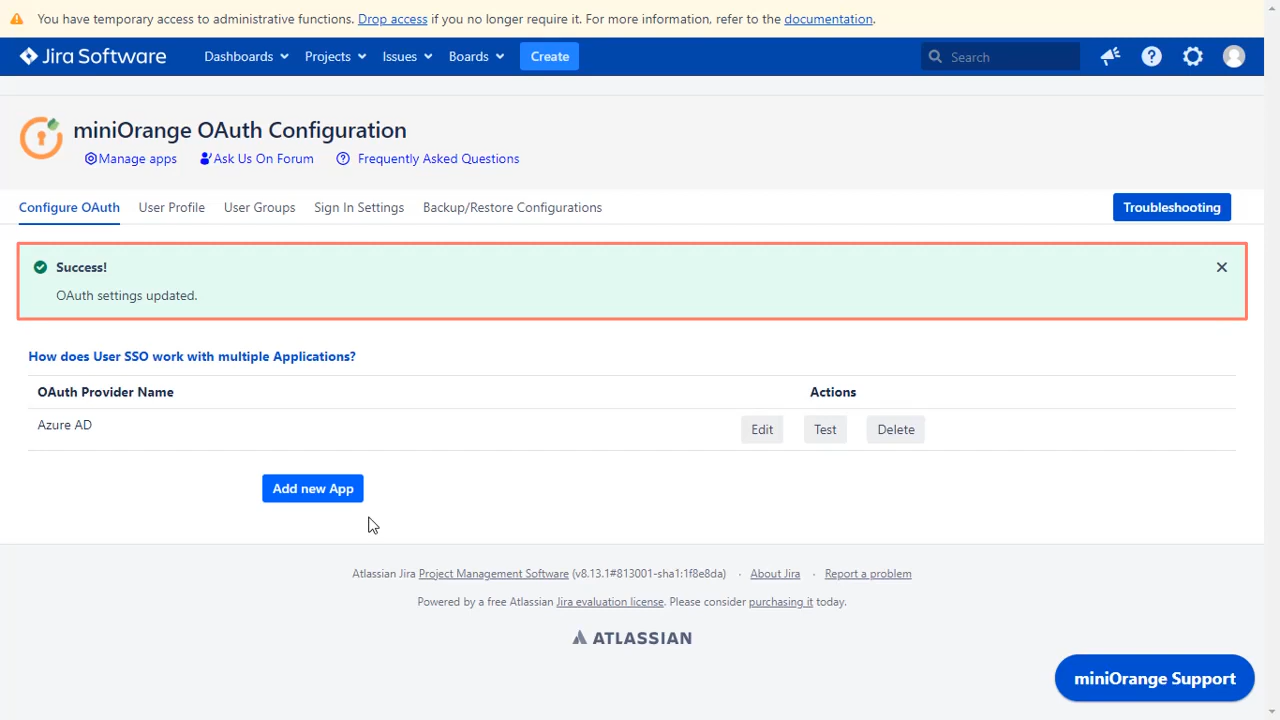 You have temporary access to administrative functions. Drop access if you no longer require it. For more information, refer to the documentation.
Jira Software Dashboards Projects Issues Boards Create Search
miniOrange OAuth Configuration
Manage apps Ask Us On Forum Frequently Asked Questions
Configure OAuth User Profile User Groups Sign In Settings Backup/Restore Configurations Troubleshooting
Success!
OAuth settings updated.
How does User SSO work with multiple Applications?
OAuth Provider Name Actions
Azure AD Edit Test Delete
Add new App
Atlassian Jira Project Management Software (v8.13.1#813001-sha1:1f8e8da) · About Jira · Report a problem
Powered by a free Atlassian Jira evaluation license. Please consider purchasing it today.
ATLASSIAN
miniOrange Support